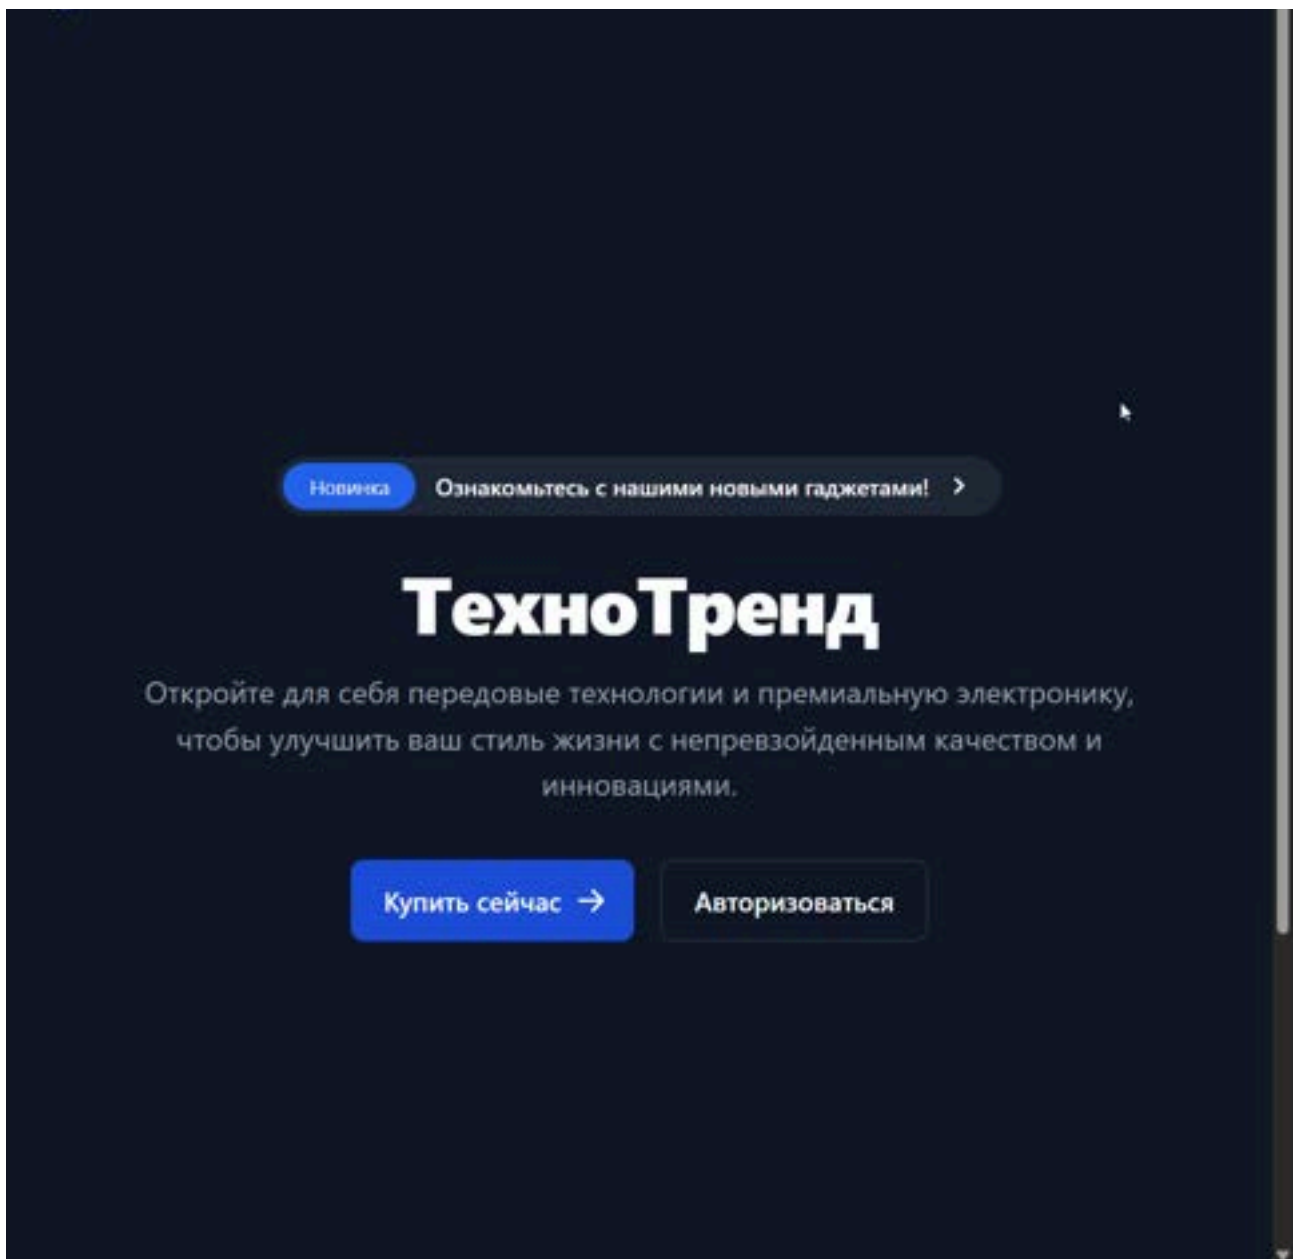 Новинка Ознакомьтесь с нашими новыми гаджетами!
ТехноТренд
Откройте для себя передовые технологии и премиальную электронику,
чтобы улучшить ваш стиль жизни с непревзойденным качеством и
инновациями.
Купить сейчас → Авторизоваться